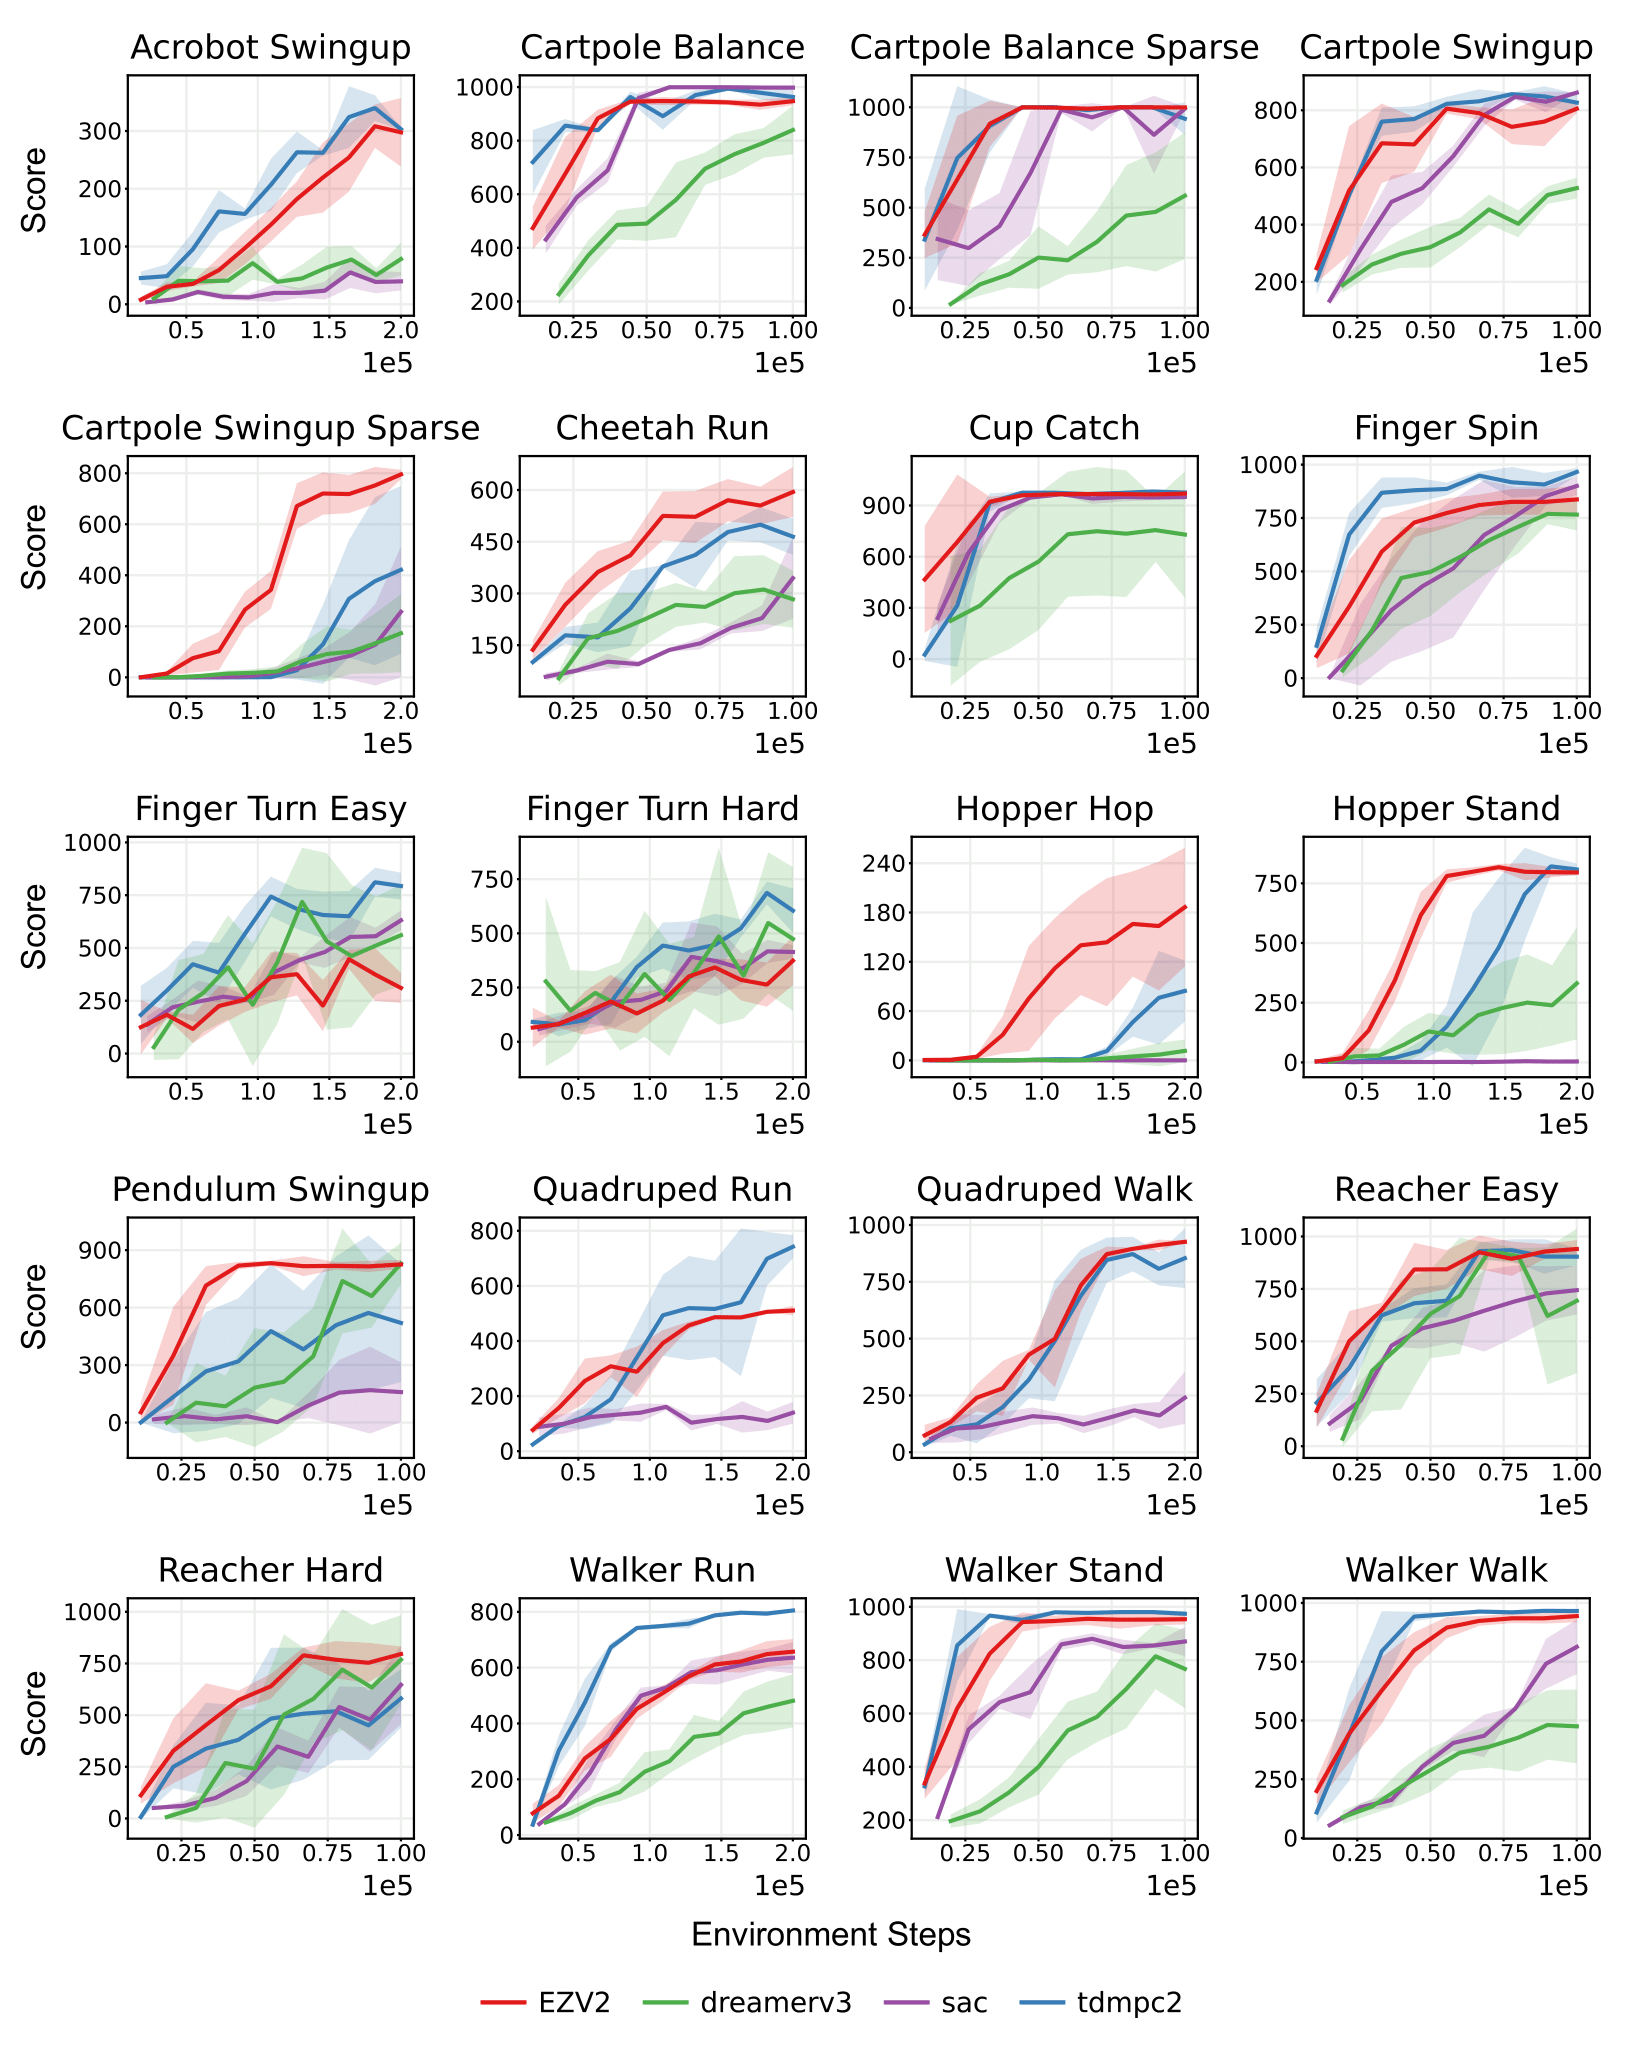 Acrobot Swingup Cartpole Balance Cartpole Balance Sparse Cartpole Swingup
Score
300
200
100
0
0.5 1.0 1.5 2.0
1e5
1000
800
600
400
200
0.25 0.50 0.75 1.00
1e5
1000
750
500
250
0
0.25 0.50 0.75 1.00
1e5
800
600
400
200
0.25 0.50 0.75 1.00
1e5
Cartpole Swingup Sparse Cheetah Run Cup Catch Finger Spin
Score
800
600
400
200
0
0.5 1.0 1.5 2.0
1e5
600
450
300
150
0.25 0.50 0.75 1.00
1e5
900
600
300
0
0.25 0.50 0.75 1.00
1e5
1000
750
500
250
0
0.25 0.50 0.75 1.00
1e5
Finger Turn Easy Finger Turn Hard Hopper Hop Hopper Stand
Score
1000
750
500
250
0
0.5 1.0 1.5 2.0
1e5
750
500
250
0
0.5 1.0 1.5 2.0
1e5
240
180
120
60
0
0.5 1.0 1.5 2.0
1e5
750
500
250
0
0.5 1.0 1.5 2.0
1e5
Pendulum Swingup Quadruped Run Quadruped Walk Reacher Easy
Score
900
600
300
0
0.25 0.50 0.75 1.00
1e5
800
600
400
200
0
0.5 1.0 1.5 2.0
1e5
1000
750
500
250
0
0.5 1.0 1.5 2.0
1e5
1000
750
500
250
0
0.25 0.50 0.75 1.00
1e5
Reacher Hard Walker Run Walker Stand Walker Walk
Score
1000
750
500
250
0
0.25 0.50 0.75 1.00
1e5
800
600
400
200
0
0.5 1.0 1.5 2.0
1e5
1000
800
600
400
200
0.25 0.50 0.75 1.00
1e5
1000
750
500
250
0
0.25 0.50 0.75 1.00
1e5
Environment Steps
EZV2 dreamerv3 sac tdmpc2